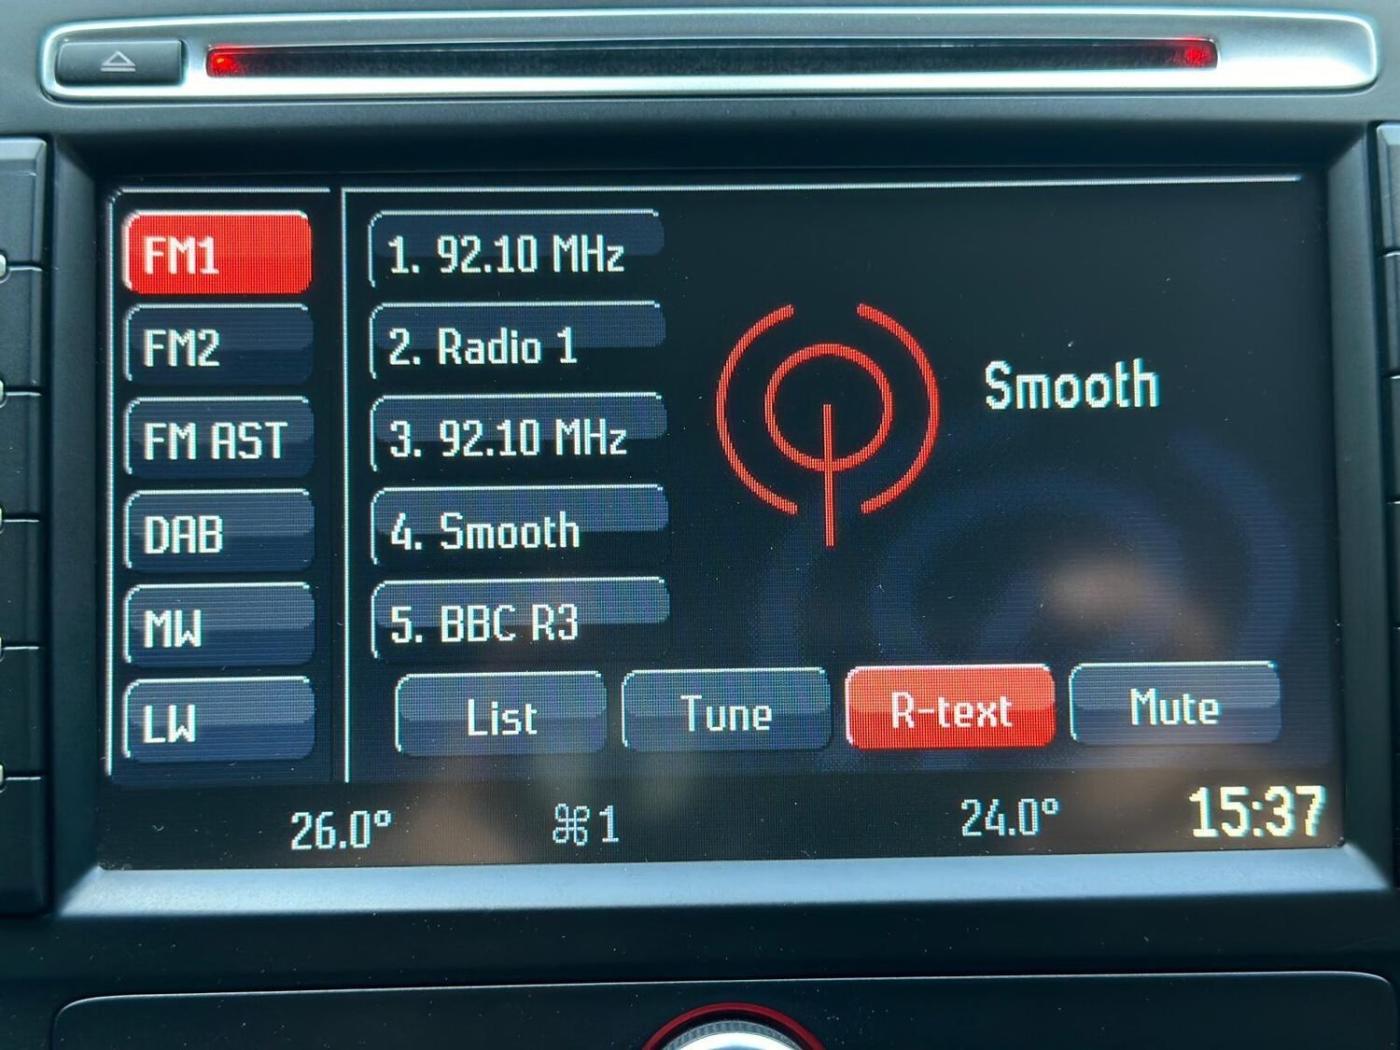 FM1
FM2
FM AST
DAB
MW
LW
1. 92.10 MHz
2. Radio 1
3. 92.10 MHz
4. Smooth
5. BBC R3
Smooth
List Tune R-text Mute
26.0° ⌘1 24.0° 15:37